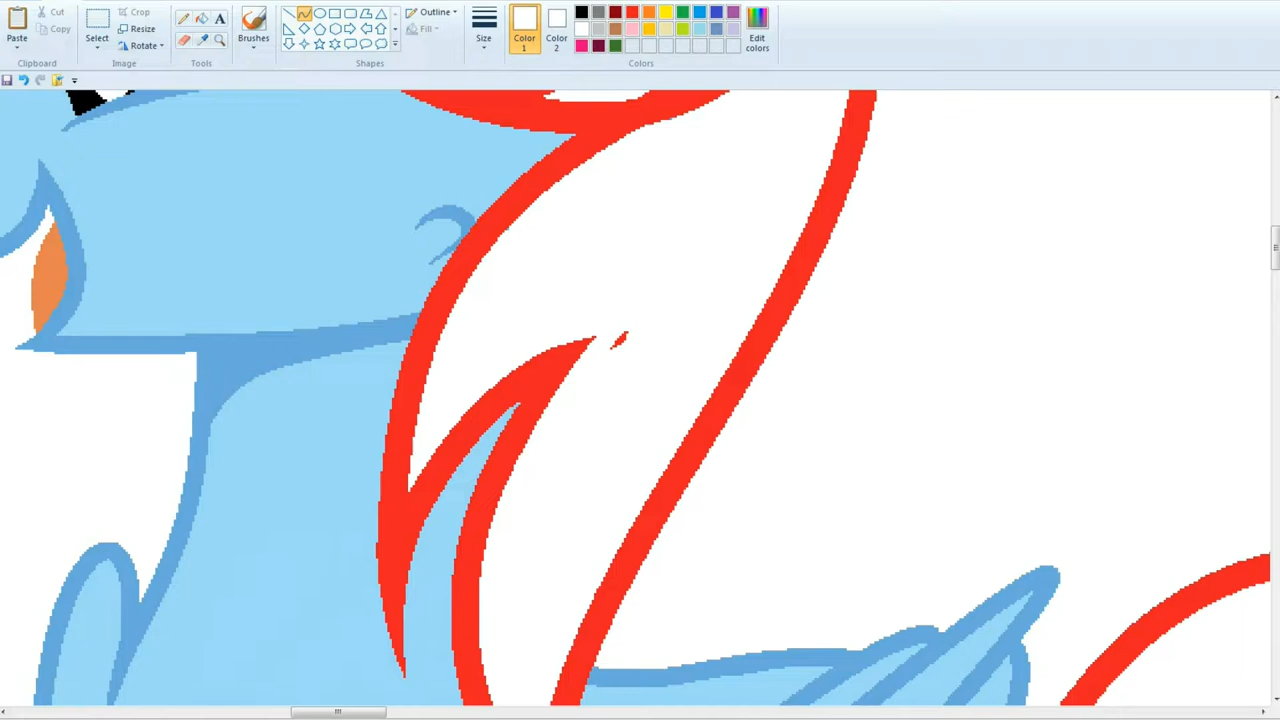 Cut
Copy
Paste
Clipboard
Crop
Resize
Rotate
Select
Image
A
Tools
Brushes
Outline
Fill
Shapes
Size
Color 1
Color 2
Edit colors
Colors